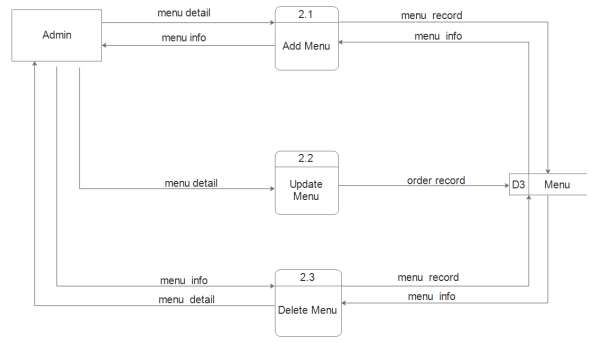 menu detail
2.1
menu record
Admin
menu info
Add Menu
menu info
2.2
menu detail
Update
Menu
order record
D3
Menu
menu info
2.3
menu record
menu detail
Delete Menu
menu info